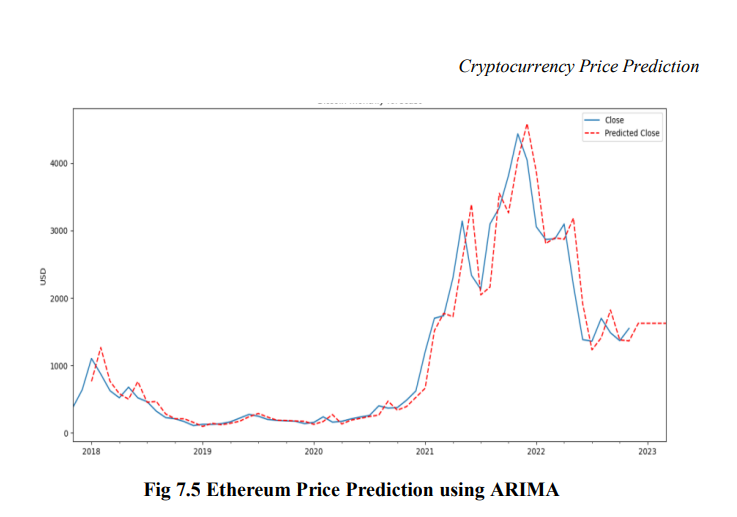 Cryptocurrency Price Prediction
Close
Predicted Close
4000
3000
2000
1000
0
USD
2018
2019
2020
2021
2022
2023
Fig 7.5 Ethereum Price Prediction using ARIMA